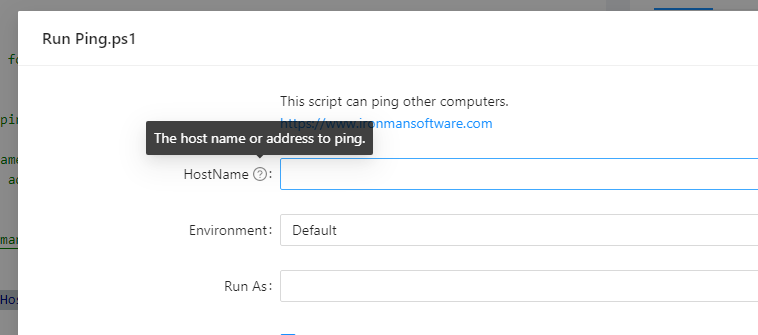 Run Ping.ps1
This script can ping other computers.
https://www.ironmansoftware.com
The host name or address to ping.
HostName ?:
Environment: Default
Run As: